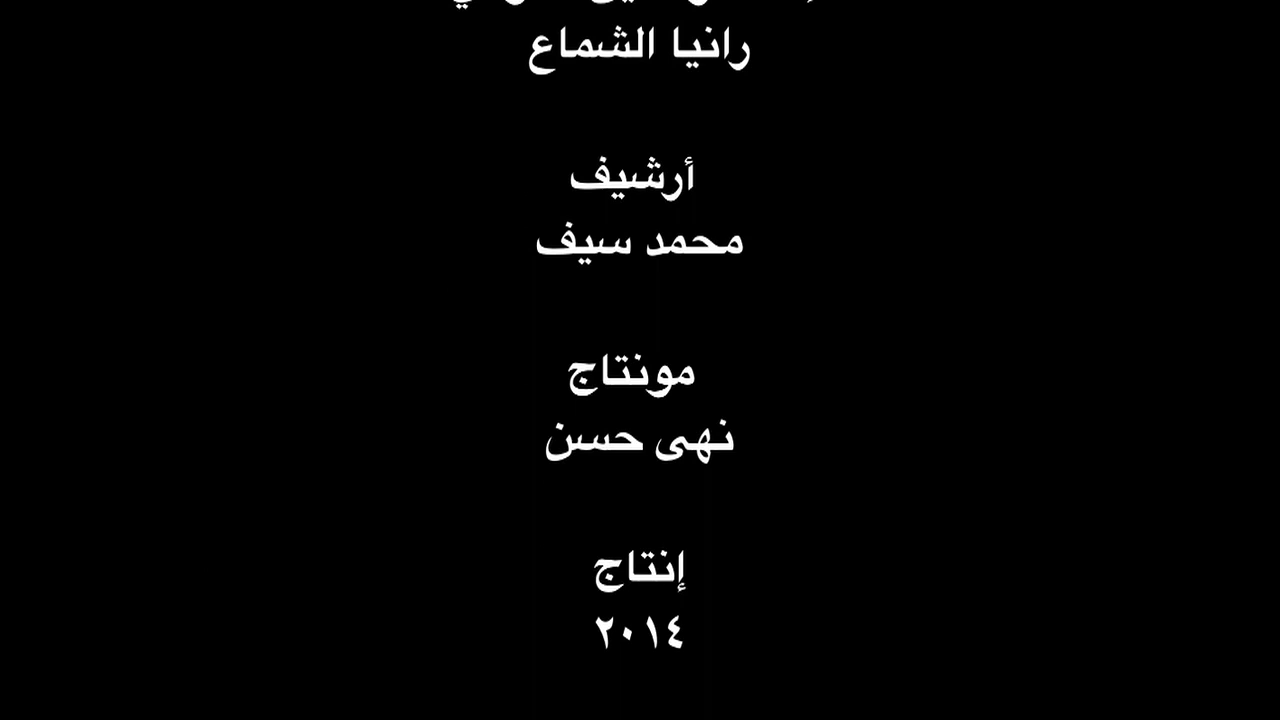 رانيا الشماع
أرشيف
محمد سيف
مونتاج
نهى حسن
إنتاج
٢٠١٤